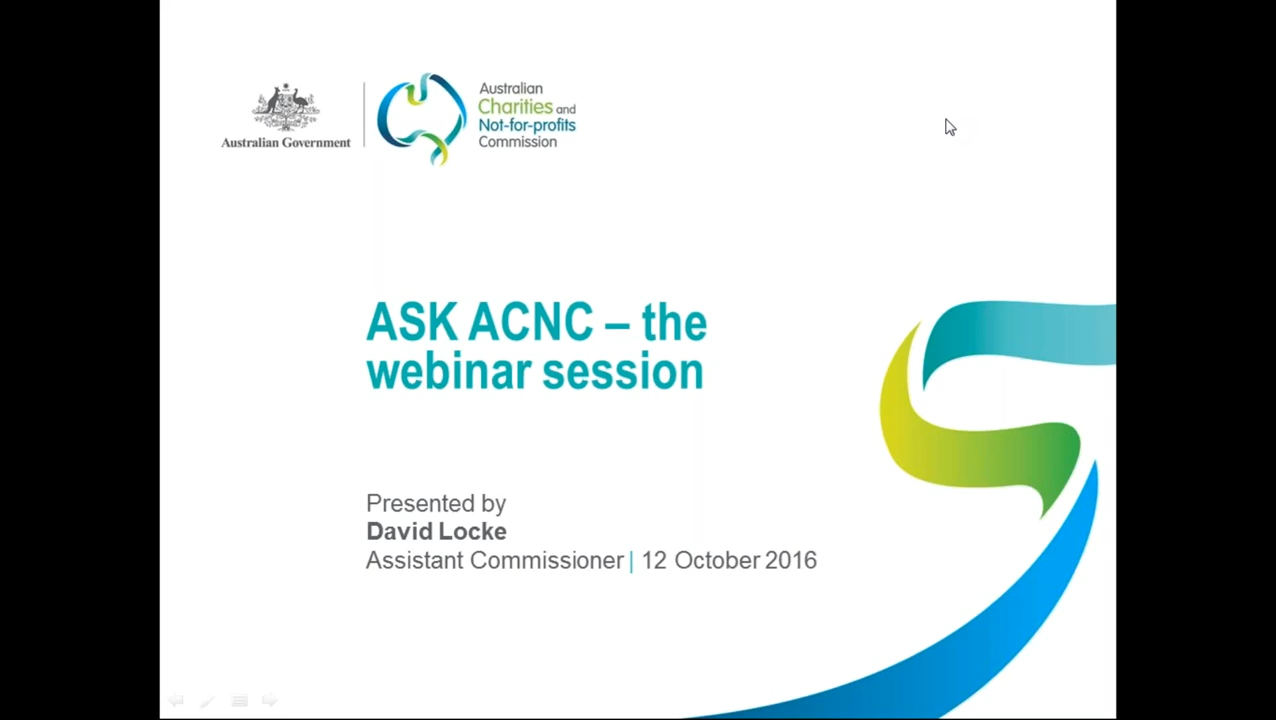 Australian Government
Australian
Charities and
Not-for-profits
Commission
ASK ACNC – the
webinar session
Presented by
David Locke
Assistant Commissioner | 12 October 2016